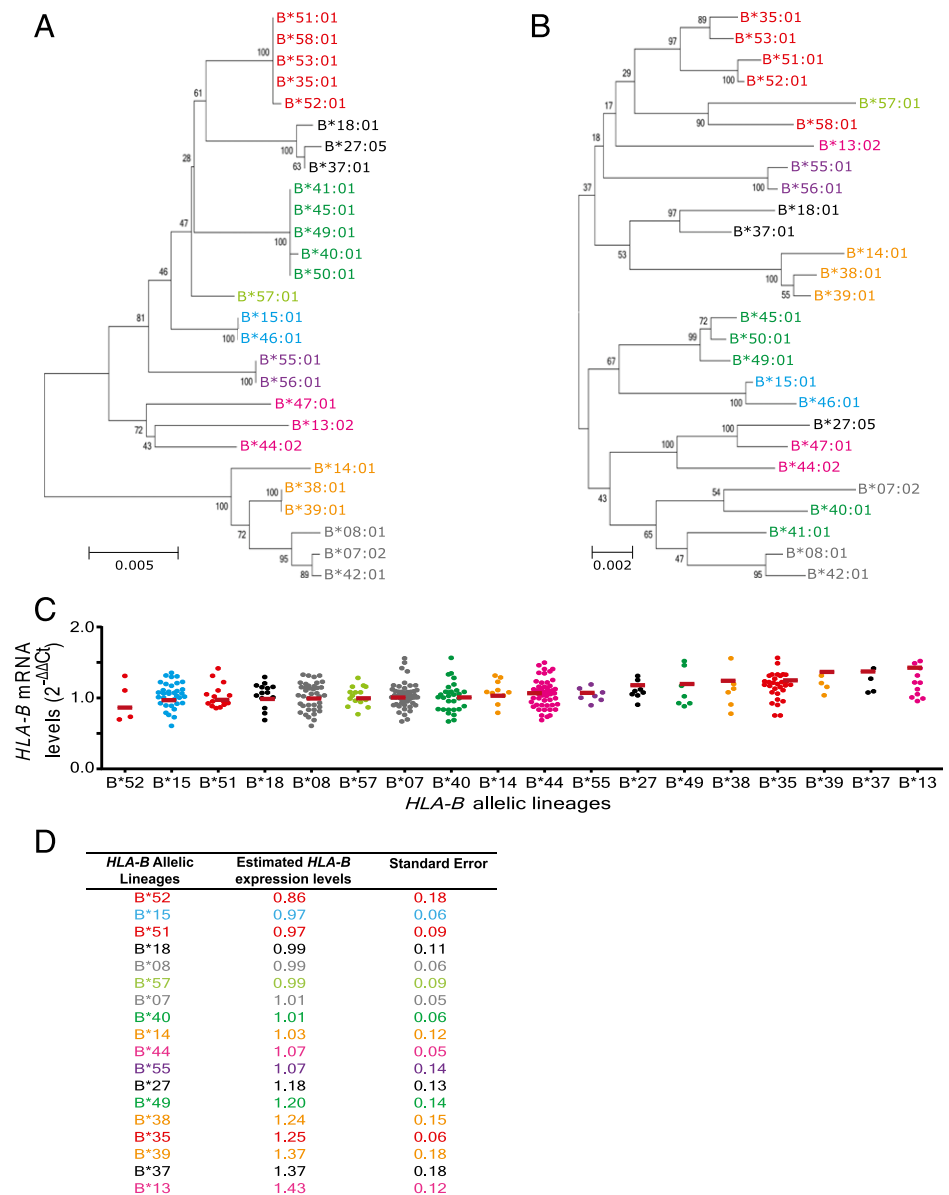 A
B*51:01
B*58:01
B*53:01
B*35:01
B*52:01
B*18:01
B*27:05
B*37:01
B*41:01
B*45:01
B*49:01
B*40:01
B*50:01
B*57:01
B*15:01
B*46:01
B*55:01
B*56:01
B*47:01
B*13:02
B*44:02
B*14:01
B*38:01
B*39:01
B*08:01
B*07:02
B*42:01
100
61
100
63
28
100
47
46
100
81
100
72
43
100
100
72
95
89
0.005
B
B*35:01
B*53:01
B*51:01
B*52:01
B*57:01
B*58:01
B*13:02
B*55:01
B*56:01
B*18:01
B*37:01
B*14:01
B*38:01
B*39:01
B*45:01
B*50:01
B*49:01
B*15:01
B*46:01
B*27:05
B*47:01
B*44:02
B*07:02
B*40:01
B*41:01
B*08:01
B*42:01
89
97
100
29
90
17
18
100
37
97
53
100
55
72
99
67
100
100
100
43
54
65
47
95
0.002
C
HLA-B mRNA
levels (2⁻ΔΔCt)
2.0
1.0
0.0
B*52 B*15 B*51 B*18 B*08 B*57 B*07 B*40 B*14 B*44 B*55 B*27 B*49 B*38 B*35 B*39 B*37 B*13
HLA-B allelic lineages
D
HLA-B Allelic Lineages Estimated HLA-B expression levels Standard Error
B*52 0.86 0.18
B*15 0.97 0.06
B*51 0.97 0.09
B*18 0.99 0.11
B*08 0.99 0.06
B*57 0.99 0.09
B*07 1.01 0.05
B*40 1.01 0.06
B*14 1.03 0.12
B*44 1.07 0.05
B*55 1.07 0.14
B*27 1.18 0.13
B*49 1.20 0.14
B*38 1.24 0.15
B*35 1.25 0.06
B*39 1.37 0.18
B*37 1.37 0.18
B*13 1.43 0.12